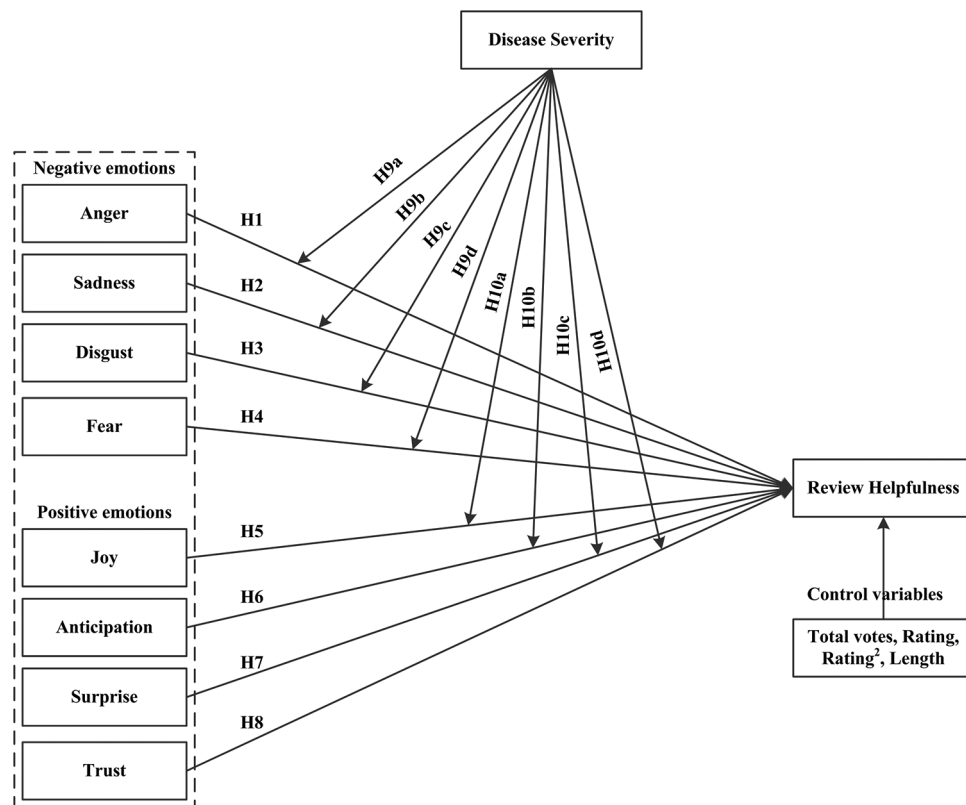 Disease Severity
Negative emotions
Anger
Sadness
Disgust
Fear
Positive emotions
Joy
Anticipation
Surprise
Trust
H1
H2
H3
H4
H5
H6
H7
H8
H9a
H9b
H9c
H9d
H10a
H10b
H10c
H10d
Review Helpfulness
Control variables
Total votes, Rating,
Rating², Length